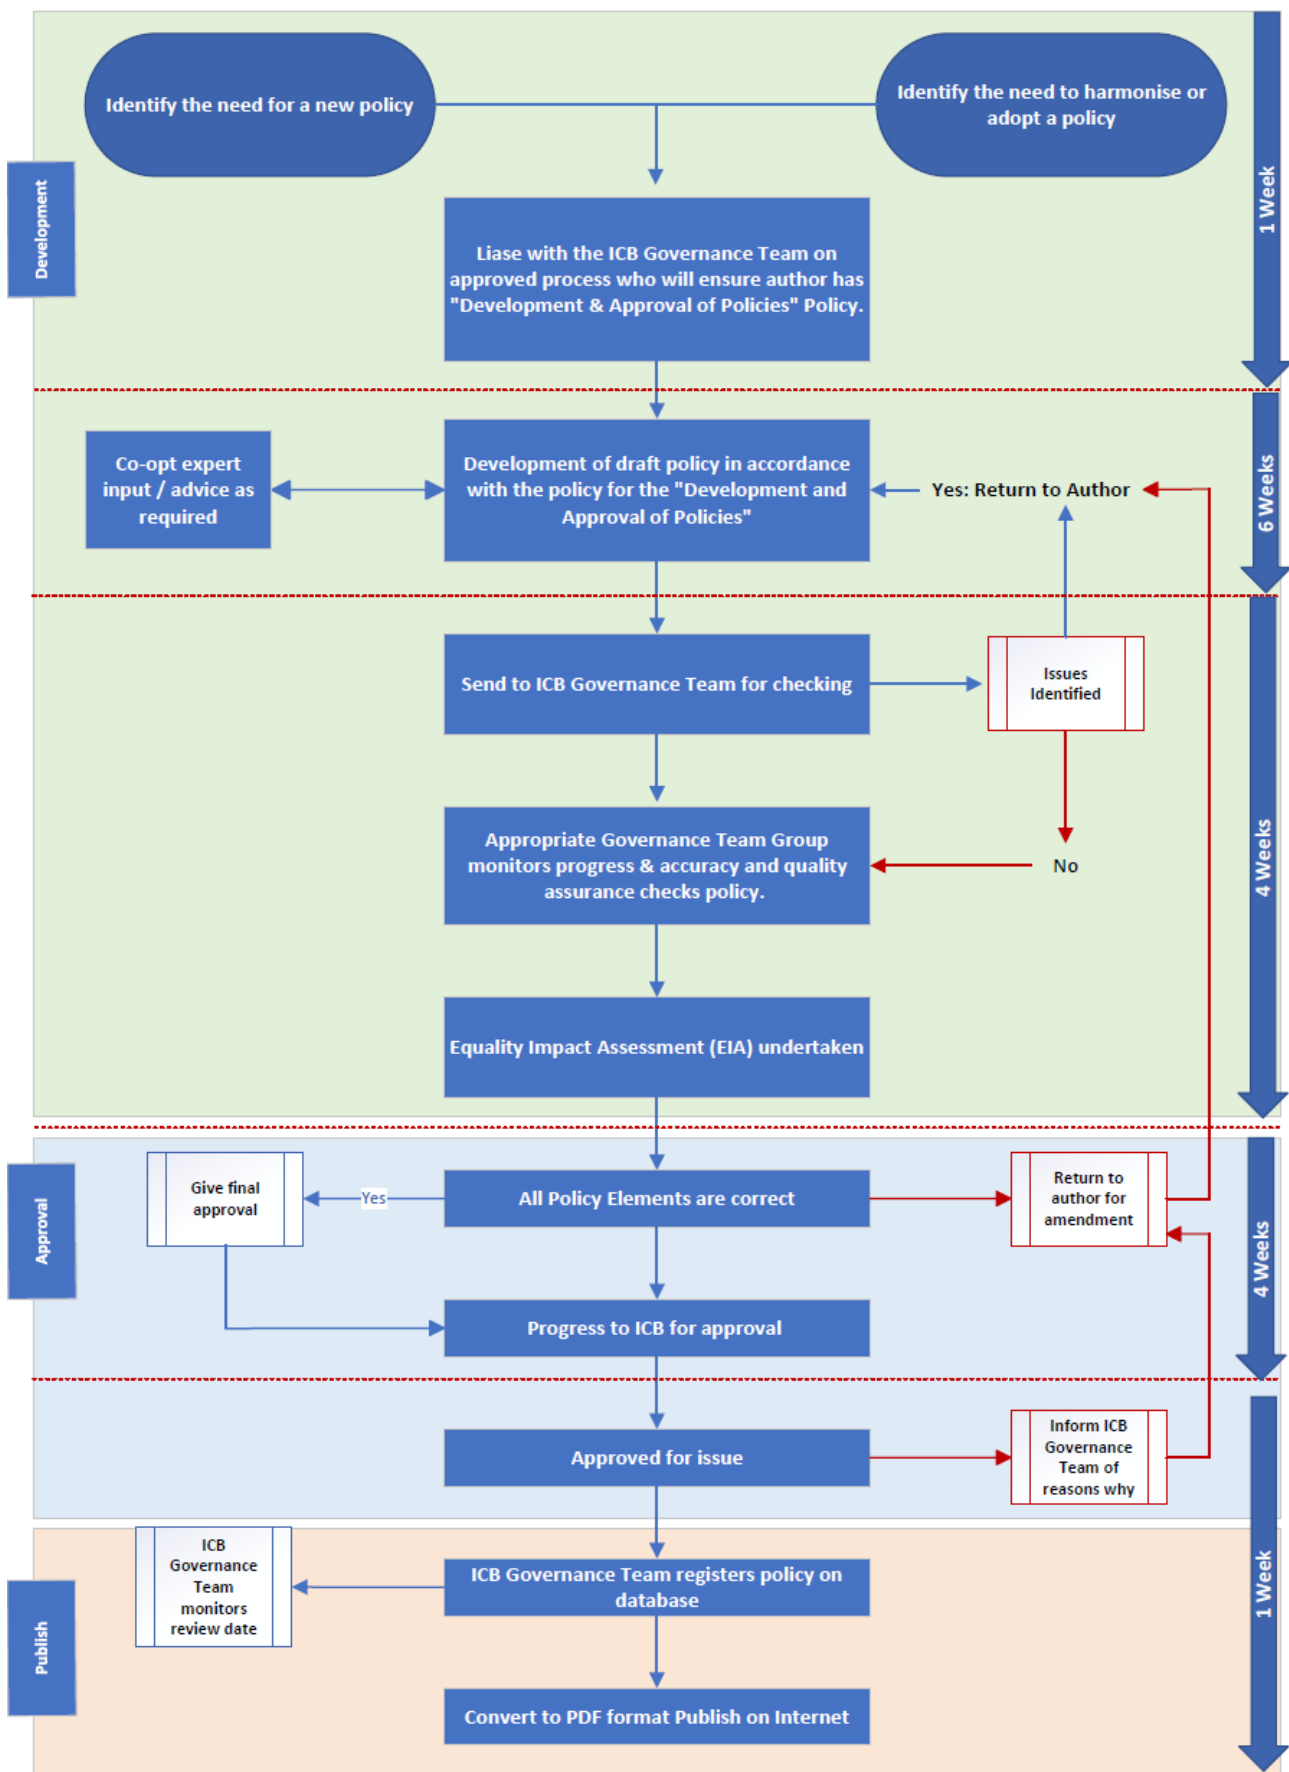 Identify the need for a new policy
Identify the need to harmonise or
adopt a policy
1 Week
Development
Liase with the ICB Governance Team on
approved process who will ensure author has
"Development & Approval of Policies" Policy.
Co-opt expert
input / advice as
required
Development of draft policy in accordance
with the policy for the "Development and
Approval of Policies"
Yes: Return to Author
6 Weeks
Send to ICB Governance Team for checking
Issues
Identified
Appropriate Governance Team Group
monitors progress & accuracy and quality
assurance checks policy.
No
4 Weeks
Equality Impact Assessment (EIA) undertaken
Approval
Give final
approval
Yes
All Policy Elements are correct
Return to
author for
amendment
4 Weeks
Progress to ICB for approval
Approved for issue
Inform ICB
Governance
Team of
reasons why
Publish
ICB
Governance
Team
monitors
review date
ICB Governance Team registers policy on
database
1 Week
Convert to PDF format Publish on Internet